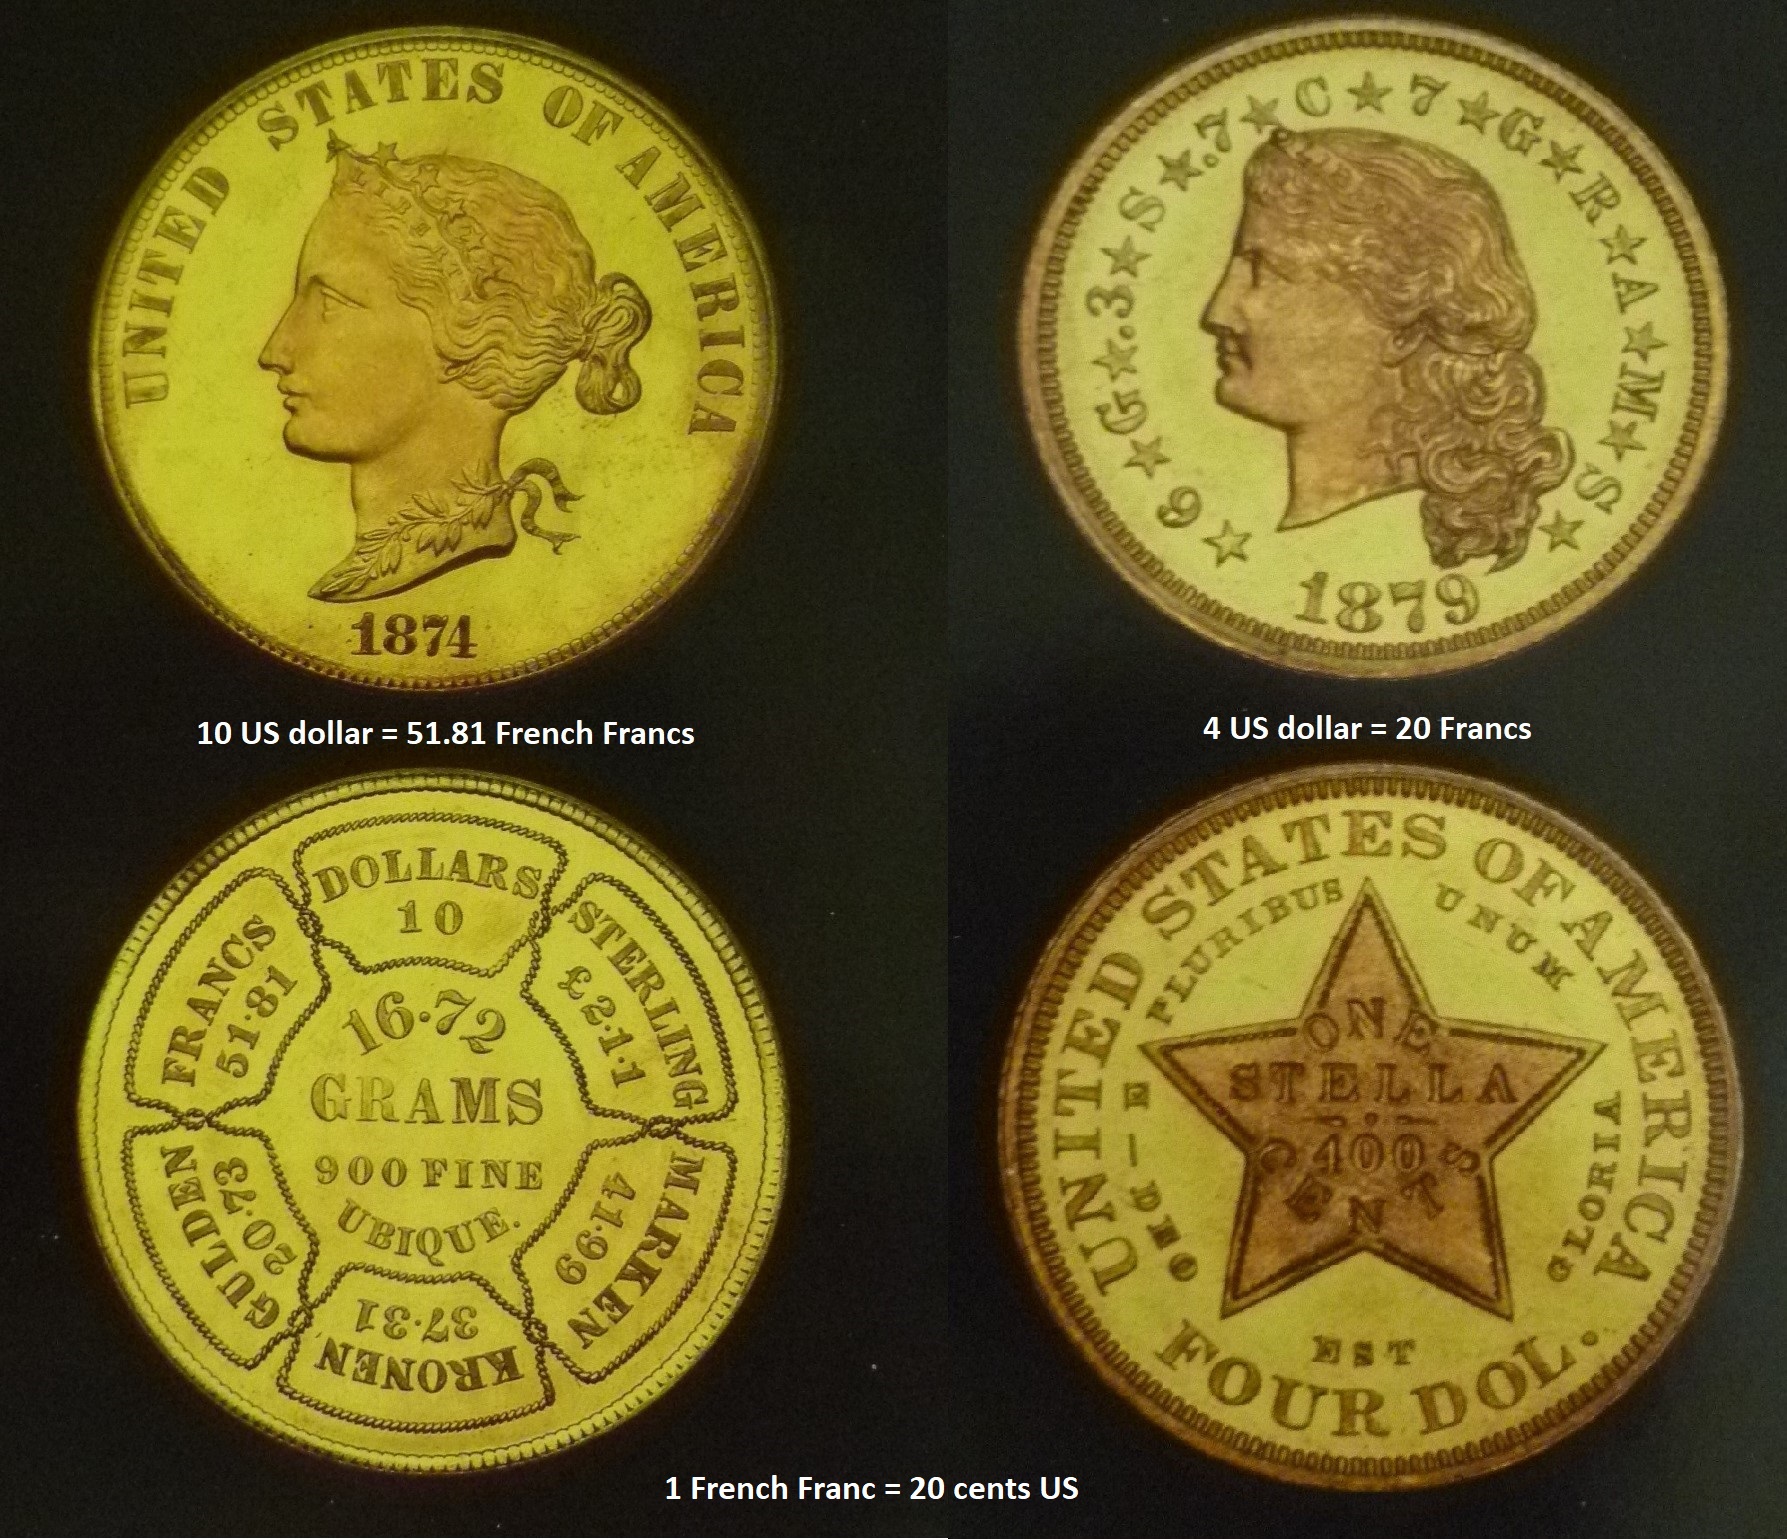 UNITED STATES OF AMERICA
1874
★6★G★.3★S★.7★C★7★G★R★A★M★S★
1879
10 US dollar = 51.81 French Francs
4 US dollar = 20 Francs
DOLLARS
10
STERLING
£2·1·1
MARKEN
41·99
KRONEN
37·31
GULDEN
20·73
FRANCS
51·81
16·72
GRAMS
900 FINE
UBIQUE.
UNITED STATES OF AMERICA
E PLURIBUS UNUM
DEO EST GLORIA
ONE
STELLA
400
CENTS
FOUR DOL.
1 French Franc = 20 cents US